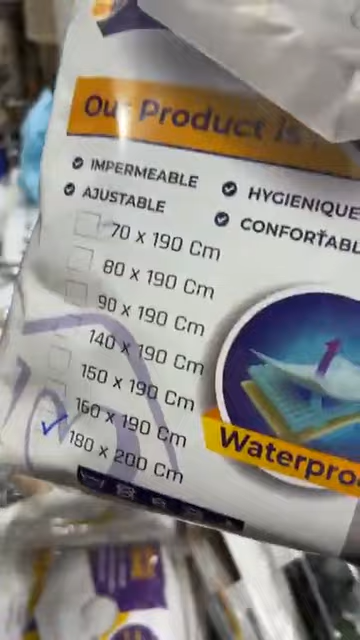 Our Product is
IMPERMEABLE
HYGIENIQUE
AJUSTABLE
CONFORTABL
70 x 190 Cm
80 x 190 Cm
90 x 190 Cm
140 x 190 Cm
150 x 190 Cm
160 x 190 Cm
180 x 200 Cm
Waterproo